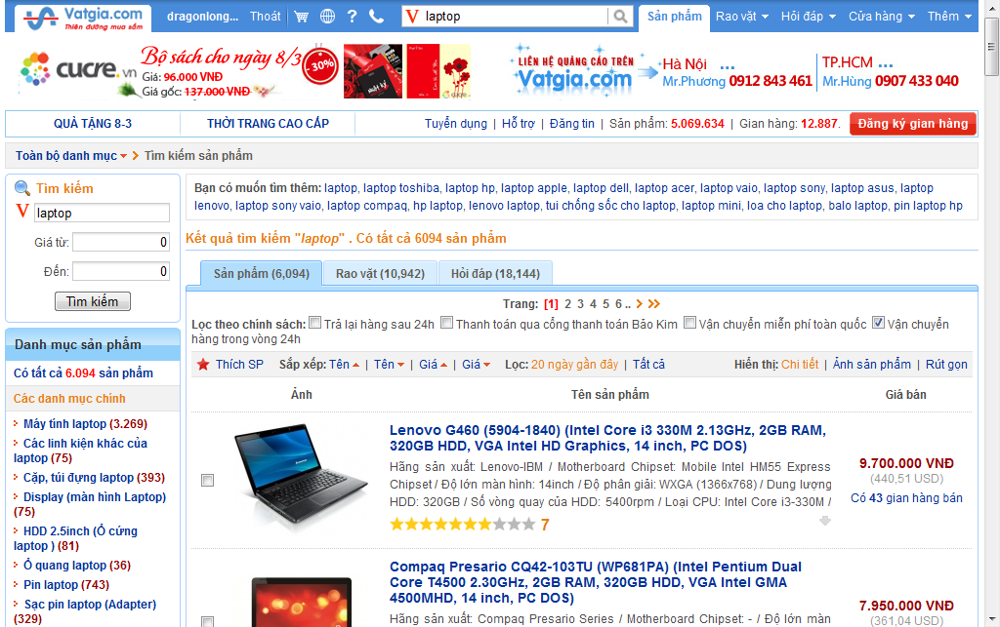 Vatgia.com
Thiên đường mua sắm
dragonlong... Thoát ? V laptop Sản phẩm Rao vặt Hỏi đáp Cửa hàng Thêm
cucre.vn
Bộ sách cho ngày 8/3
Giá: 96.000 VNĐ
Giá gốc: 137.000 VNĐ
-30%
LIÊN HỆ QUẢNG CÁO TRÊN
Vatgia.com
Hà Nội ...
Mr.Phương 0912 843 461
TP.HCM ...
Mr.Hùng 0907 433 040
QUÀ TẶNG 8-3 THỜI TRANG CAO CẤP Tuyển dụng | Hỗ trợ | Đăng tin | Sản phẩm: 5.069.634 | Gian hàng: 12.887. Đăng ký gian hàng
Toàn bộ danh mục Tìm kiếm sản phẩm
Tìm kiếm
V laptop
Giá từ: 0
Đến: 0
Tìm kiếm
Danh mục sản phẩm
Có tất cả 6.094 sản phẩm
Các danh mục chính
Máy tính laptop (3.269)
Các linh kiện khác của
laptop (75)
Cặp, túi đựng laptop (393)
Display (màn hình Laptop)
(75)
HDD 2.5inch (Ổ cứng
laptop ) (81)
Ổ quang laptop (36)
Pin laptop (743)
Sạc pin laptop (Adapter)
(329)
Bạn có muốn tìm thêm: laptop, laptop toshiba, laptop hp, laptop apple, laptop dell, laptop acer, laptop vaio, laptop sony, laptop asus, laptop
lenovo, laptop sony vaio, laptop compaq, hp laptop, lenovo laptop, tui chống sốc cho laptop, laptop mini, loa cho laptop, balo laptop, pin laptop hp
Kết quả tìm kiếm "laptop" . Có tất cả 6094 sản phẩm
Sản phẩm (6,094) Rao vặt (10,942) Hỏi đáp (18,144)
Trang: [1] 2 3 4 5 6 ..
Lọc theo chính sách: Trả lại hàng sau 24h Thanh toán qua cổng thanh toán Bảo Kim Vận chuyển miễn phí toàn quốc Vận chuyển
hàng trong vòng 24h
Thích SP Sắp xếp: Tên | Tên | Giá | Giá Lọc: 20 ngày gần đây | Tất cả Hiển thị: Chi tiết | Ảnh sản phẩm | Rút gọn
Ảnh Tên sản phẩm Giá bán
Lenovo G460 (5904-1840) (Intel Core i3 330M 2.13GHz, 2GB RAM,
320GB HDD, VGA Intel HD Graphics, 14 inch, PC DOS)
Hãng sản xuất: Lenovo-IBM / Motherboard Chipset: Mobile Intel HM55 Express
Chipset / Độ lớn màn hình: 14inch / Độ phân giải: WXGA (1366x768) / Dung lượng
HDD: 320GB / Số vòng quay của HDD: 5400rpm / Loại CPU: Intel Core i3-330M /
7
9.700.000 VNĐ
(440,51 USD)
Có 43 gian hàng bán
Compaq Presario CQ42-103TU (WP681PA) (Intel Pentium Dual
Core T4500 2.30GHz, 2GB RAM, 320GB HDD, VGA Intel GMA
4500MHD, 14 inch, PC DOS)
Hãng sản xuất: Compaq Presario Series / Motherboard Chipset: - / Độ lớn màn
7.950.000 VNĐ
(361,04 USD)